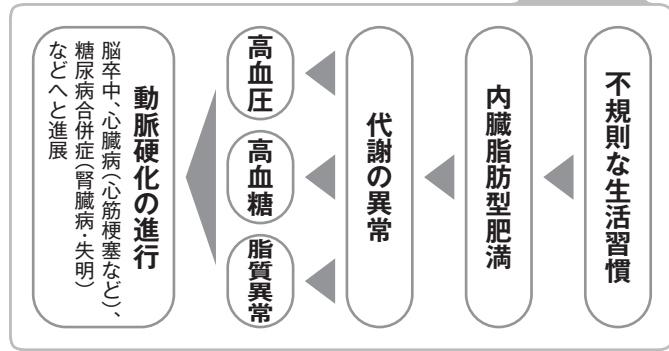 不規則な生活習慣
内臓脂肪型肥満
代謝の異常
高血圧
高血糖
脂質異常
動脈硬化の進行
脳卒中、心臓病(心筋梗塞など)、
糖尿病合併症(腎臓病・失明)
などへと進展